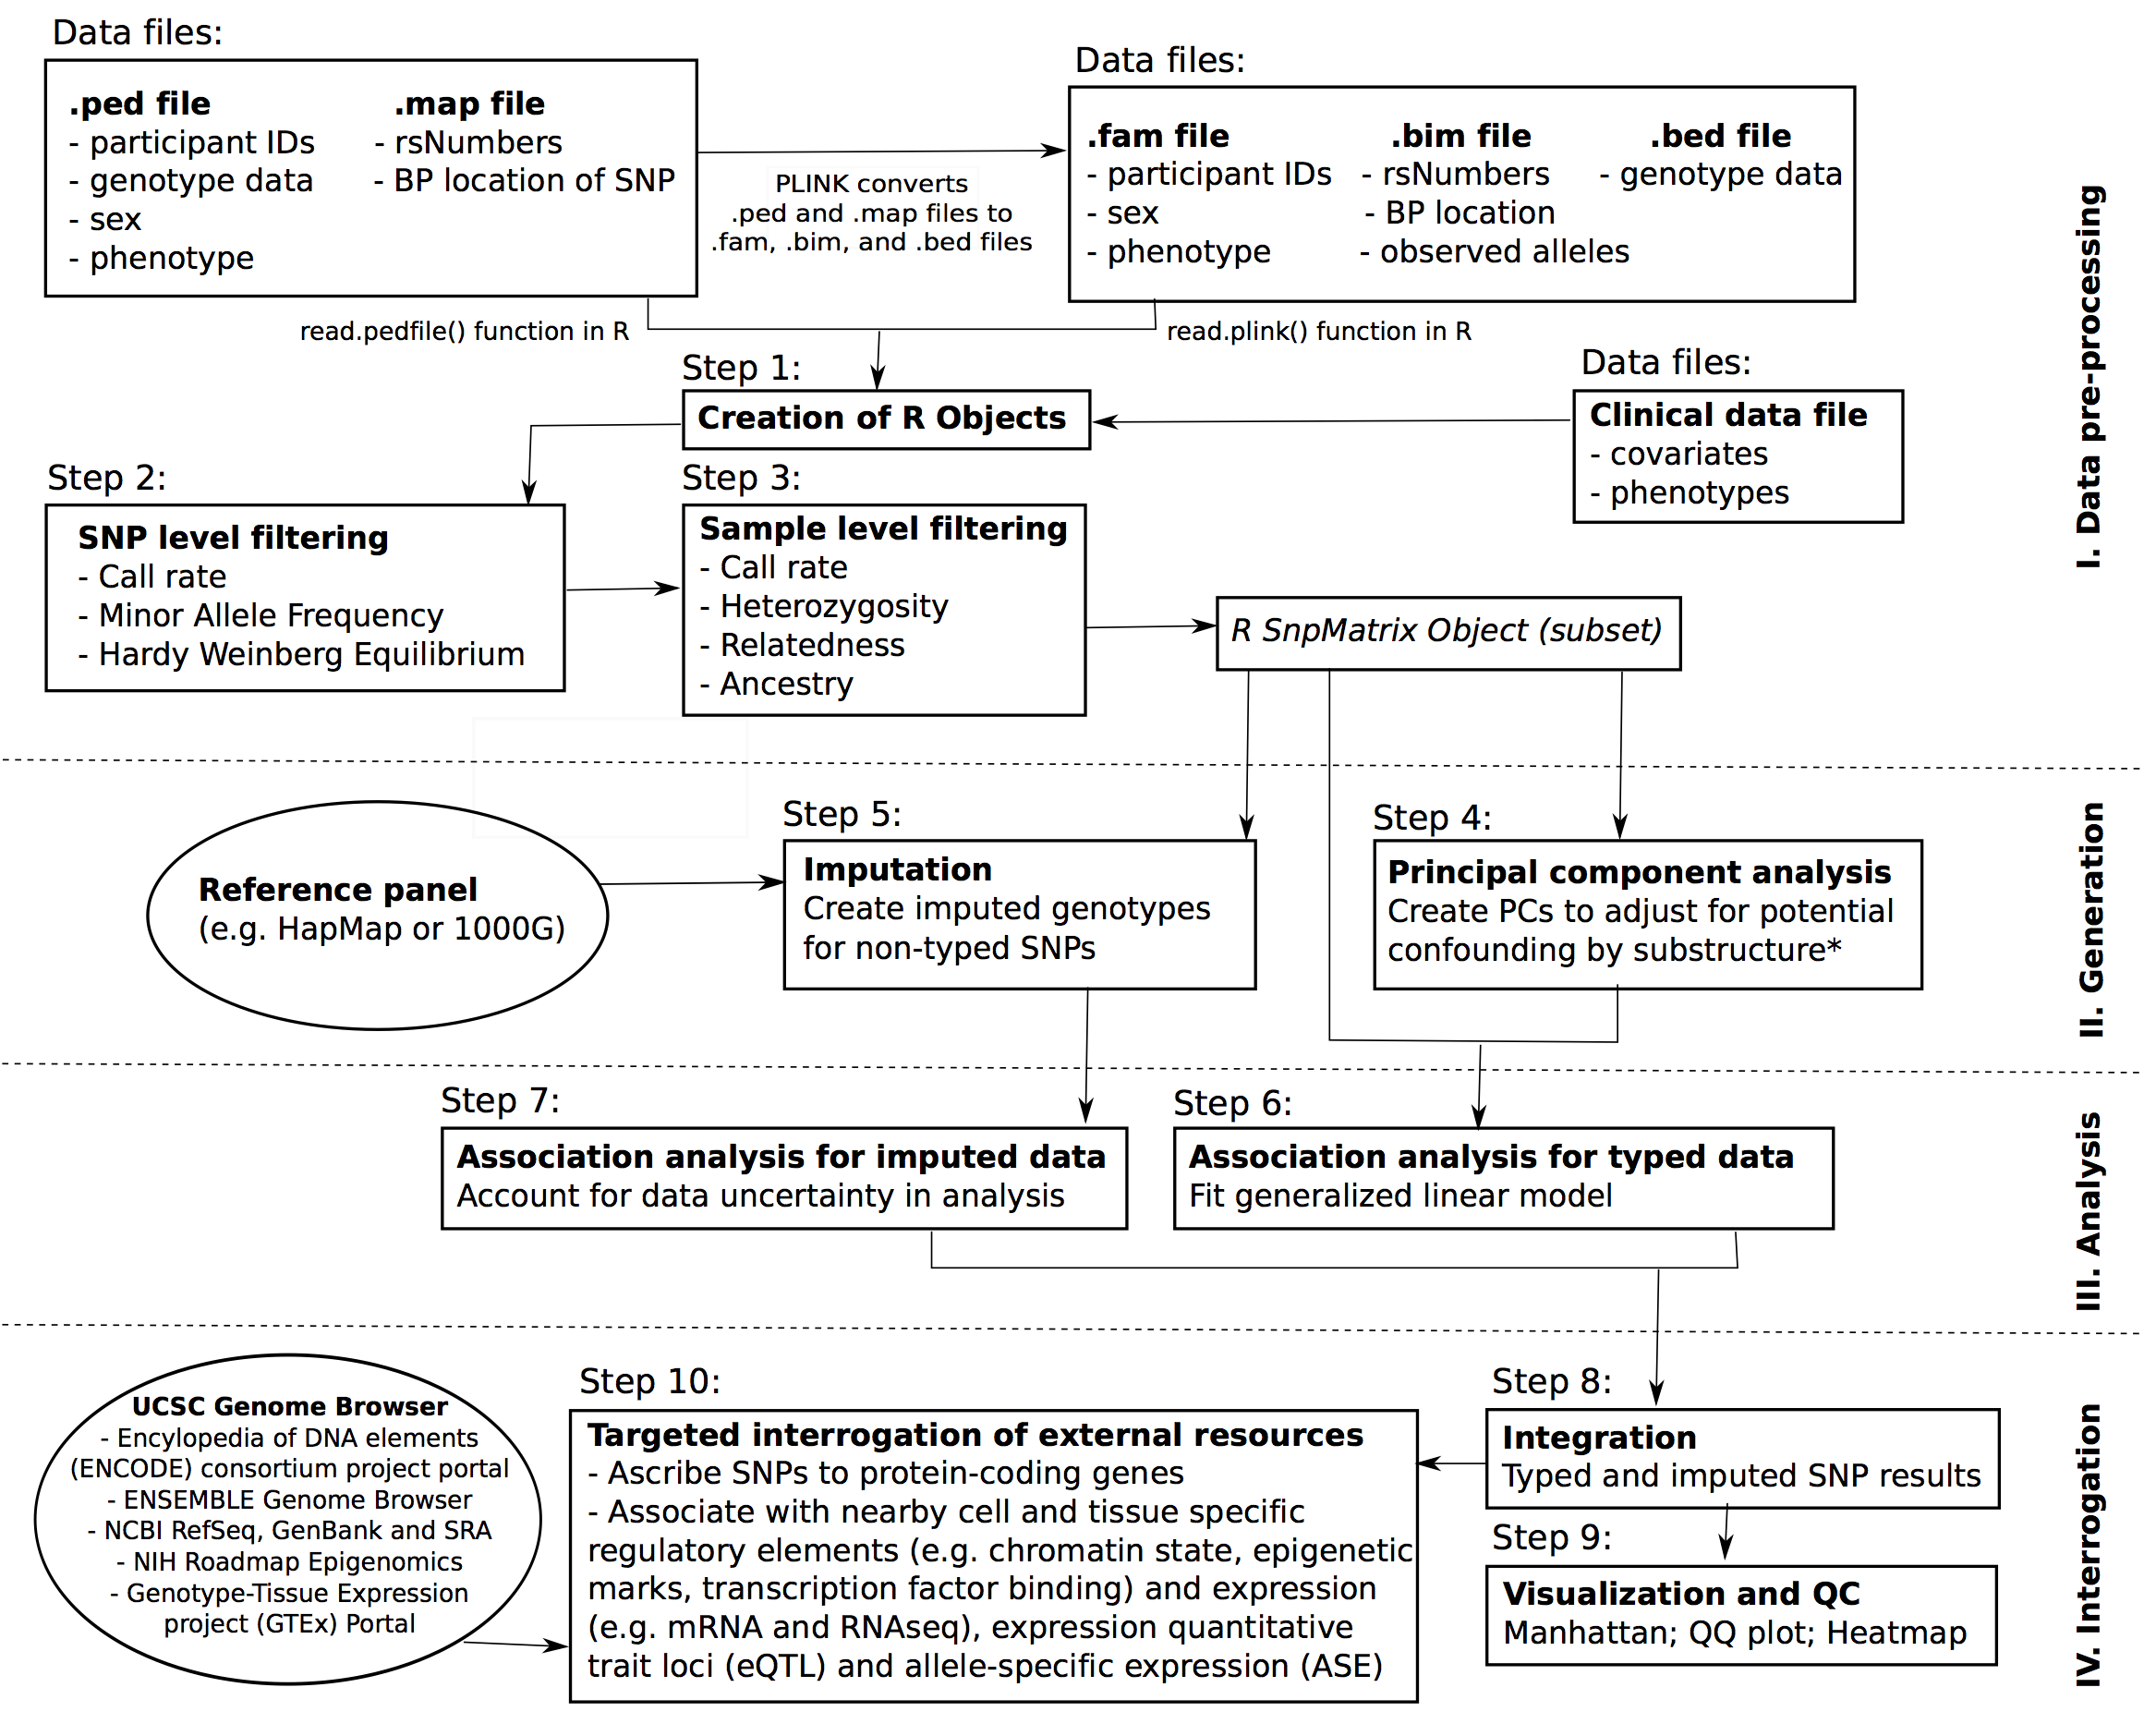 Data files:
.ped file
- participant IDs
- genotype data
- sex
- phenotype
.map file
- rsNumbers
- BP location of SNP
PLINK converts
.ped and .map files to
.fam, .bim, and .bed files
Data files:
.fam file
- participant IDs
- sex
- phenotype
.bim file
- rsNumbers
- BP location
- observed alleles
.bed file
- genotype data
read.pedfile() function in R
read.plink() function in R
Step 1:
Creation of R Objects
Data files:
Clinical data file
- covariates
- phenotypes
Step 2:
SNP level filtering
- Call rate
- Minor Allele Frequency
- Hardy Weinberg Equilibrium
Step 3:
Sample level filtering
- Call rate
- Heterozygosity
- Relatedness
- Ancestry
R SnpMatrix Object (subset)
I. Data pre-processing
Reference panel
(e.g. HapMap or 1000G)
Step 5:
Imputation
Create imputed genotypes
for non-typed SNPs
Step 4:
Principal component analysis
Create PCs to adjust for potential
confounding by substructure*
II. Generation
Step 7:
Association analysis for imputed data
Account for data uncertainty in analysis
Step 6:
Association analysis for typed data
Fit generalized linear model
III. Analysis
UCSC Genome Browser
- Encylopedia of DNA elements
(ENCODE) consortium project portal
- ENSEMBLE Genome Browser
- NCBI RefSeq, GenBank and SRA
- NIH Roadmap Epigenomics
- Genotype-Tissue Expression
project (GTEx) Portal
Step 10:
Targeted interrogation of external resources
- Ascribe SNPs to protein-coding genes
- Associate with nearby cell and tissue specific
regulatory elements (e.g. chromatin state, epigenetic
marks, transcription factor binding) and expression
(e.g. mRNA and RNAseq), expression quantitative
trait loci (eQTL) and allele-specific expression (ASE)
Step 8:
Integration
Typed and imputed SNP results
Step 9:
Visualization and QC
Manhattan; QQ plot; Heatmap
IV. Interrogation